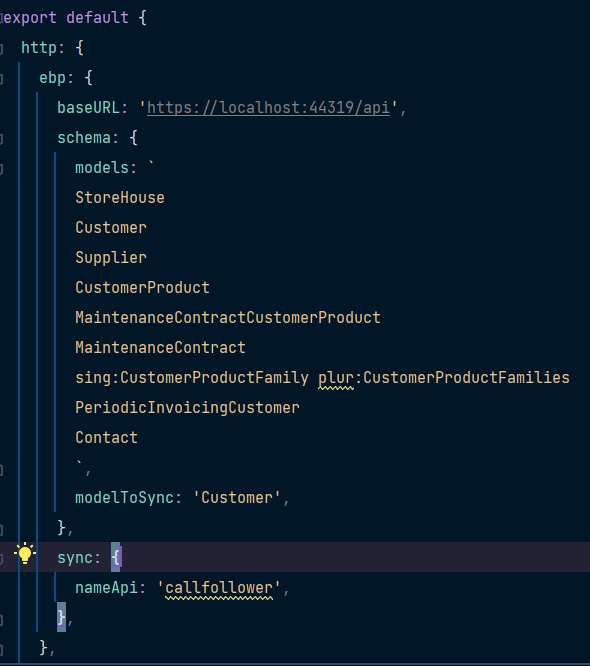 export default {
http: {
ebp: {
baseURL: 'https://localhost:44319/api',
schema: {
models: `
StoreHouse
Customer
Supplier
CustomerProduct
MaintenanceContractCustomerProduct
MaintenanceContract
sing:CustomerProductFamily plur:CustomerProductFamilies
PeriodicInvoicingCustomer
Contact
`,
modelToSync: 'Customer',
},
sync: {
nameApi: 'callfollower',
},
},